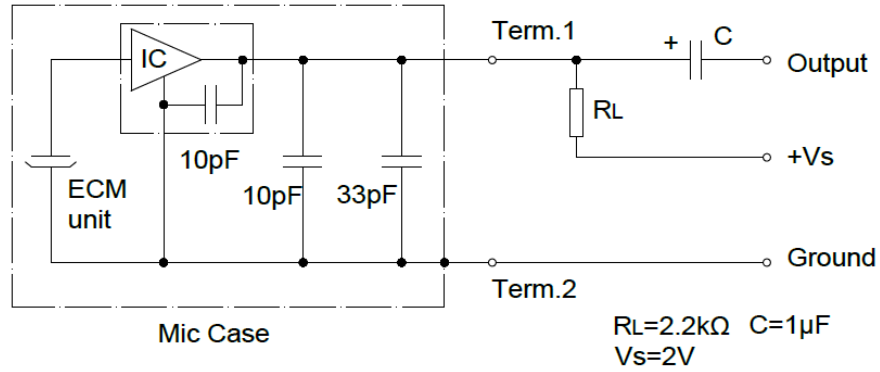 IC
Term.1
+ C
Output
RL
10pF
+Vs
ECM
unit
10pF
33pF
Ground
Term.2
Mic Case
RL=2.2kΩ C=1µF
Vs=2V